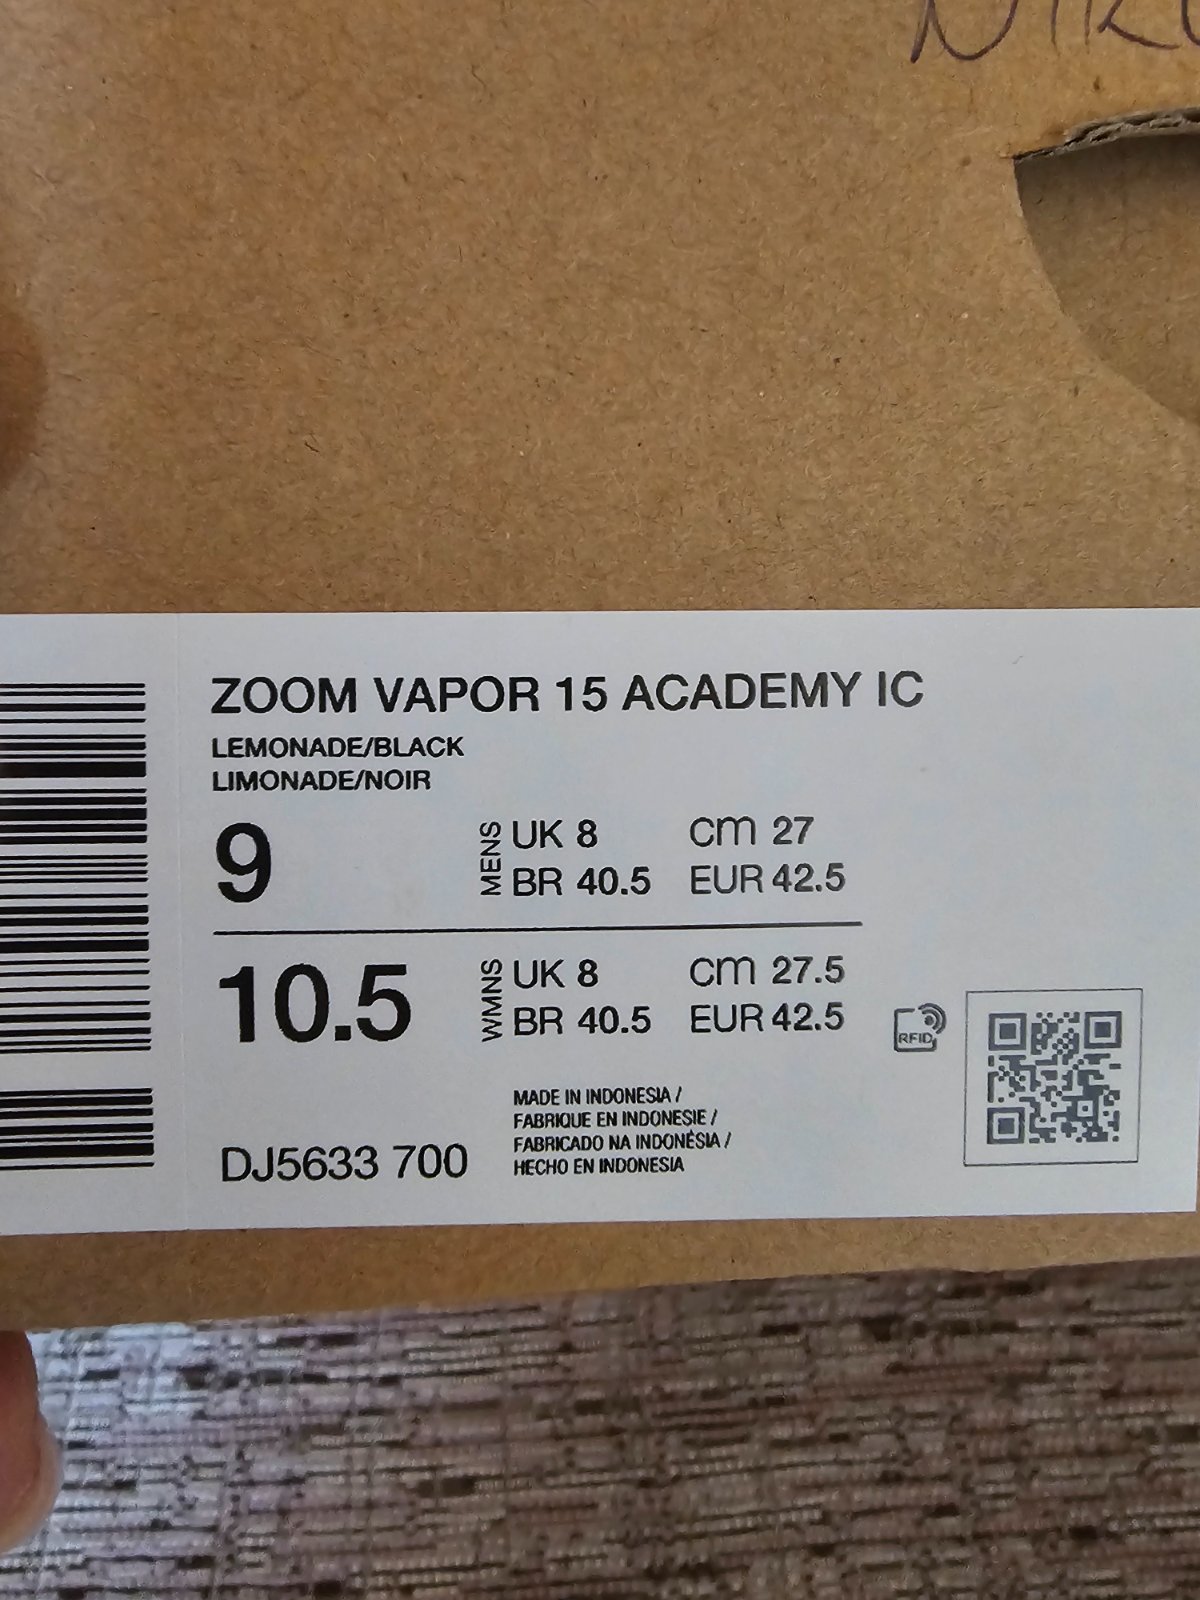 ZOOM VAPOR 15 ACADEMY IC
LEMONADE/BLACK
LIMONADE/NOIR
9 MENS UK 8 CM 27
BR 40.5 EUR 42.5
10.5 WMNS UK 8 CM 27.5
BR 40.5 EUR 42.5
RFID
MADE IN INDONESIA /
FABRIQUE EN INDONESIE /
FABRICADO NA INDONÉSIA /
HECHO EN INDONESIA
DJ5633 700